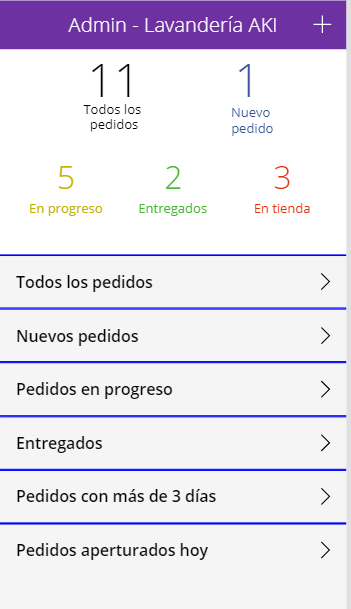 Admin - Lavandería AKI
11
Todos los
pedidos
1
Nuevo
pedido
5
En progreso
2
Entregados
3
En tienda
Todos los pedidos
Nuevos pedidos
Pedidos en progreso
Entregados
Pedidos con más de 3 días
Pedidos aperturados hoy